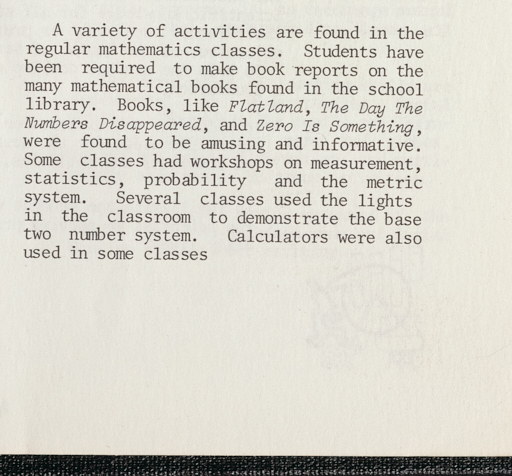 A variety of activities are found in the
regular mathematics classes. Students have
been required to make book reports on the
many mathematical books found in the school
library. Books, like Flatland, The Day The
Numbers Disappeared, and Zero Is Something,
were found to be amusing and informative.
Some classes had workshops on measurement,
statistics, probability and the metric
system. Several classes used the lights
in the classroom to demonstrate the base
two number system. Calculators were also
used in some classes